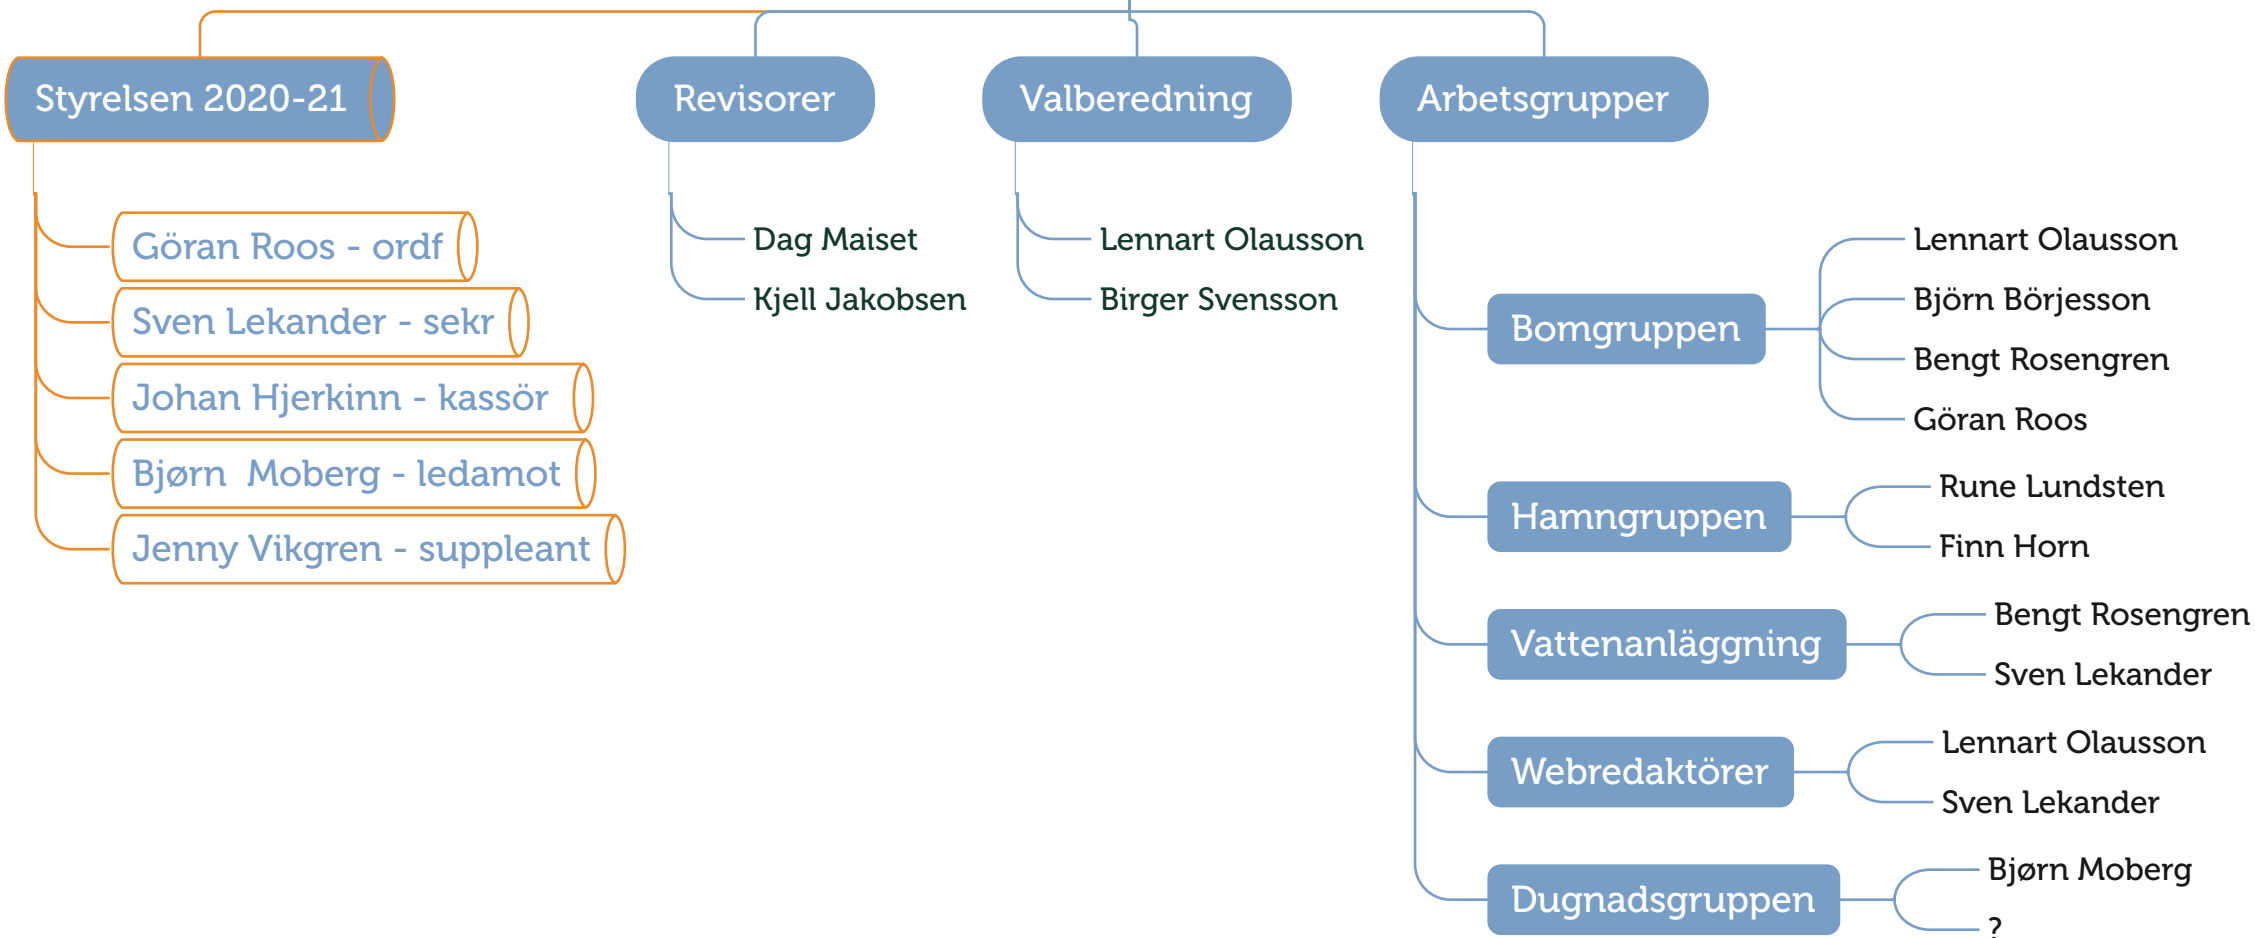 Styrelsen 2020-21
Göran Roos - ordf
Sven Lekander - sekr
Johan Hjerkinn - kassör
Bjørn  Moberg - ledamot
Jenny Vikgren - suppleant
Revisorer
Dag Maiset
Kjell Jakobsen
Valberedning
Lennart Olausson
Birger Svensson
Arbetsgrupper
Bomgruppen
Lennart Olausson
Björn Börjesson
Bengt Rosengren
Göran Roos
Hamngruppen
Rune Lundsten
Finn Horn
Vattenanläggning
Bengt Rosengren
Sven Lekander
Webredaktörer
Lennart Olausson
Sven Lekander
Dugnadsgruppen
Bjørn Moberg
?